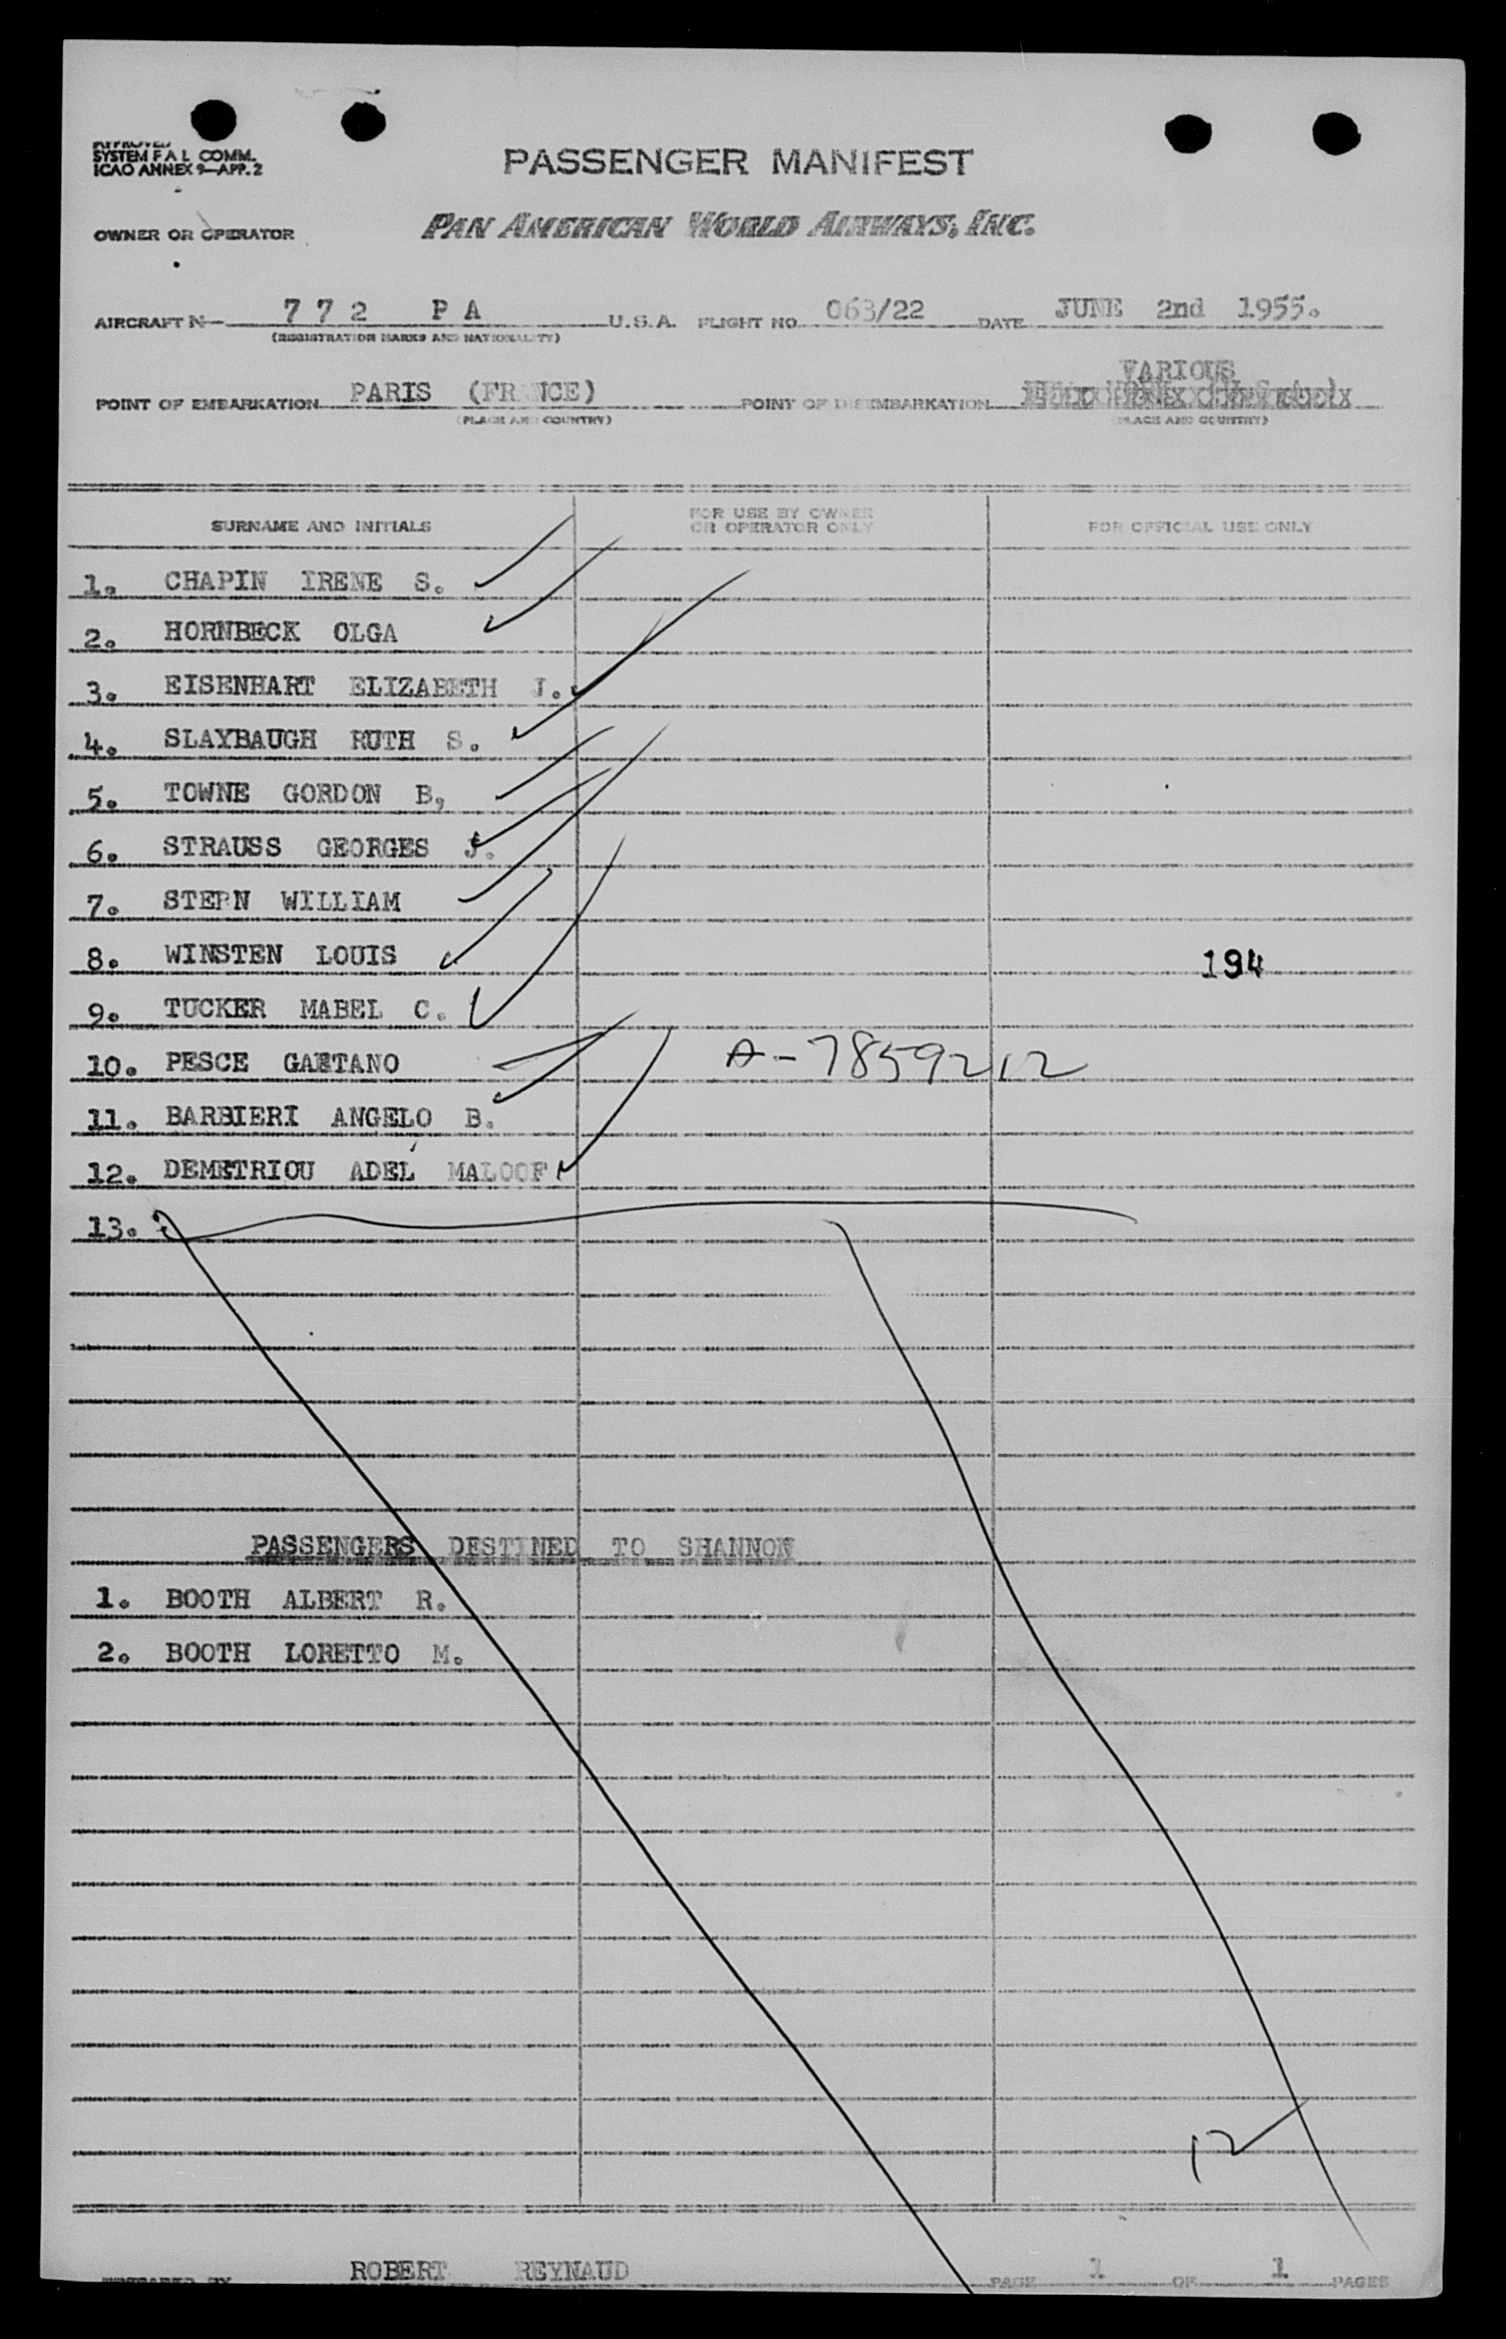 APPROVED
SYSTEM F A L COMM.
ICAO ANNEX 9—APP. 2
PASSENGER MANIFEST
OWNER OR OPERATOR PAN AMERICAN WORLD AIRWAYS, INC.
AIRCRAFT N— 7 7 2 P A U.S.A. FLIGHT NO. 063/22 DATE JUNE 2nd 1955.
(REGISTRATION MARKS AND NATIONALITY)
VARIOUS
POINT OF EMBARKATION PARIS (FRANCE) POINT OF DISEMBARKATION
(PLACE AND COUNTRY) (PLACE AND COUNTRY)
SURNAME AND INITIALS FOR USE BY OWNER OR OPERATOR ONLY FOR OFFICIAL USE ONLY
1. CHAPIN IRENE S.
2. HORNBECK OLGA
3. EISENHART ELIZABETH J.
4. SLAYBAUGH RUTH S.
5. TOWNE GORDON B,
6. STRAUSS GEORGES J.
7. STERN WILLIAM
8. WINSTEN LOUIS 194
9. TUCKER MABEL C.
10. PESCE GAETANO A-7859212
11. BARBIERI ANGELO B.
12. DEMETRIOU ADEL MALOOF
13.
PASSENGERS DESTINED TO SHANNON
1. BOOTH ALBERT R.
2. BOOTH LORETTO M.
12
PREPARED BY ROBERT REYNAUD PAGE 1 OF 1 PAGES